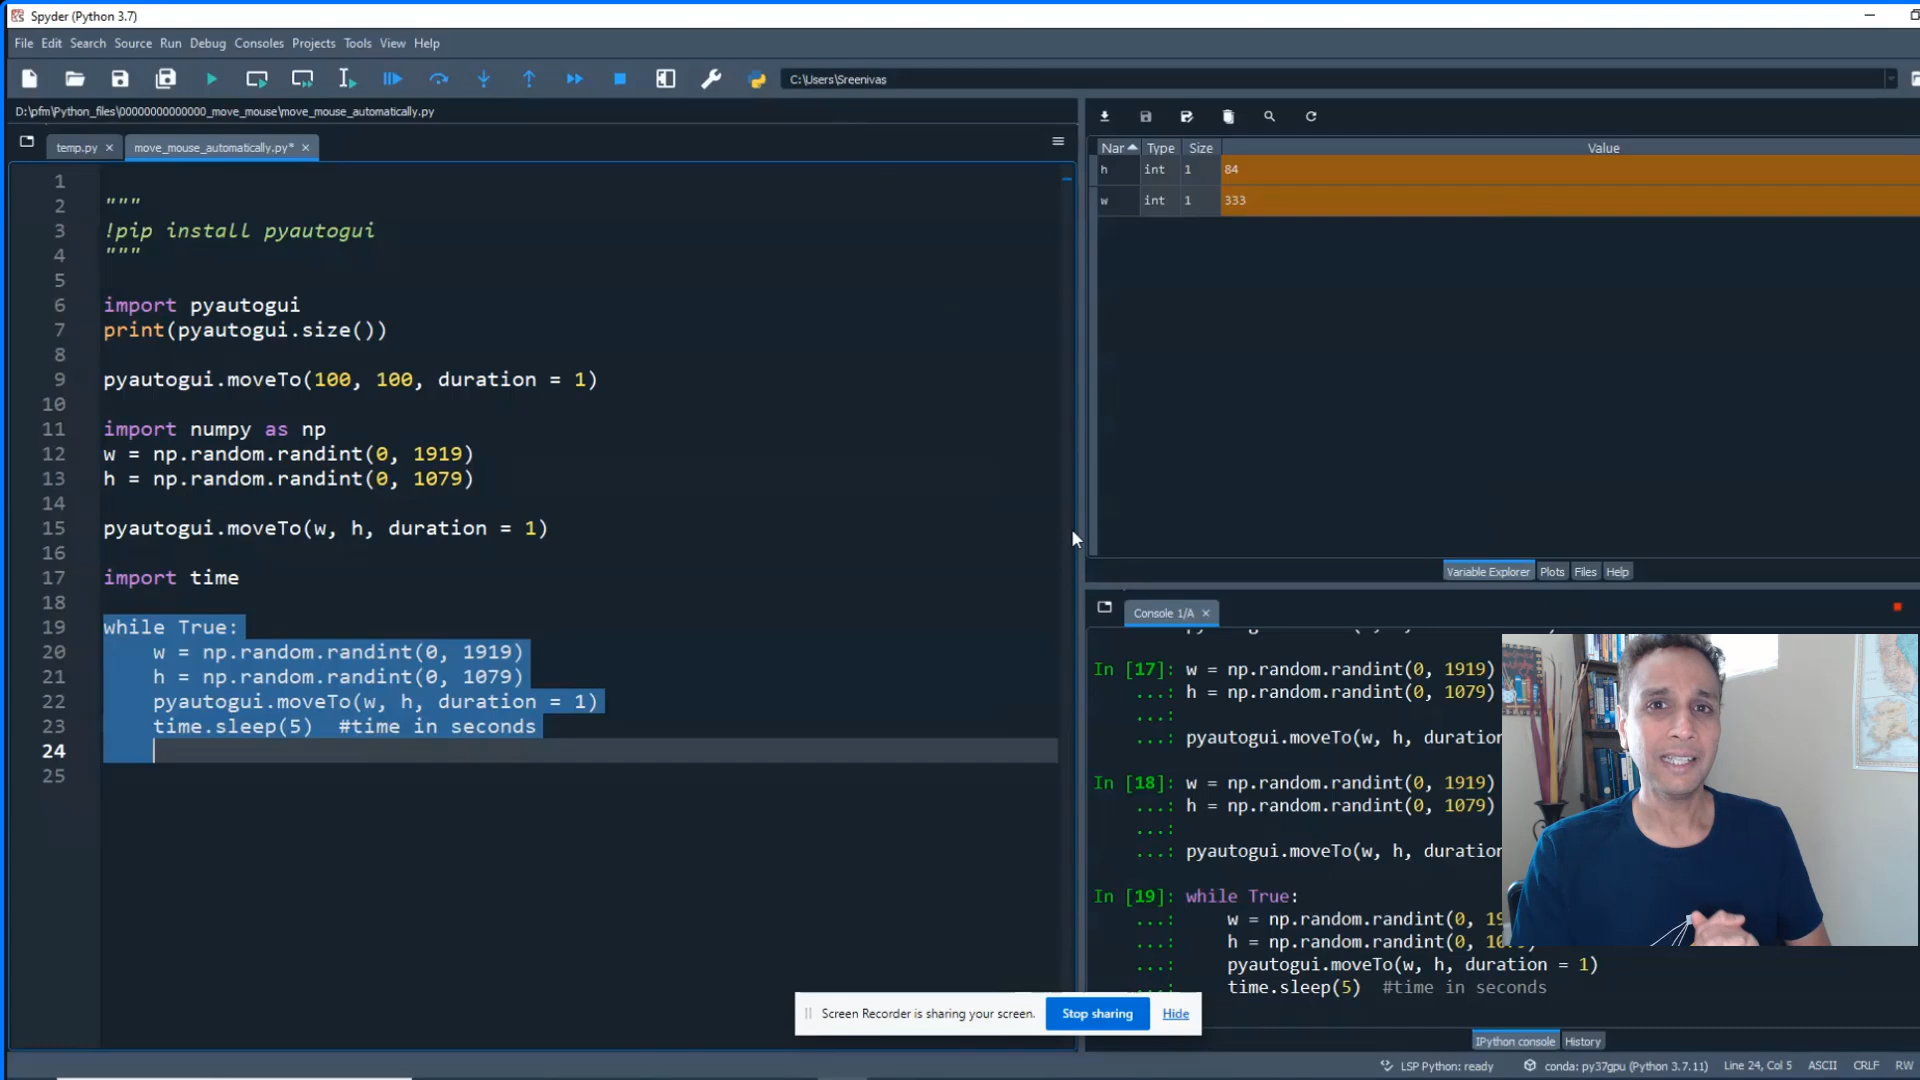 Spyder (Python 3.7)
File Edit Search Source Run Debug Consoles Projects Tools View Help
C:\Users\Sreenivas
D:\pfm\Python_files\00000000000000_move_mouse\move_mouse_automatically.py
temp.py
move_mouse_automatically.py*
1
2 """
3 !pip install pyautogui
4 """
5
6 import pyautogui
7 print(pyautogui.size())
8
9 pyautogui.moveTo(100, 100, duration = 1)
10
11 import numpy as np
12 w = np.random.randint(0, 1919)
13 h = np.random.randint(0, 1079)
14
15 pyautogui.moveTo(w, h, duration = 1)
16
17 import time
18
19 while True:
20 w = np.random.randint(0, 1919)
21 h = np.random.randint(0, 1079)
22 pyautogui.moveTo(w, h, duration = 1)
23 time.sleep(5) #time in seconds
24
25
Nar Type Size Value
h int 1 84
w int 1 333
Variable Explorer Plots Files Help
Console 1/A
In [17]: w = np.random.randint(0, 1919)
...: h = np.random.randint(0, 1079)
...:
...: pyautogui.moveTo(w, h, duration
In [18]: w = np.random.randint(0, 1919)
...: h = np.random.randint(0, 1079)
...:
...: pyautogui.moveTo(w, h, duration
In [19]: while True:
...: w = np.random.randint(0, 19
...: h = np.random.randint(0, 10
...: pyautogui.moveTo(w, h, duration = 1)
...: time.sleep(5) #time in seconds
Screen Recorder is sharing your screen. Stop sharing Hide
IPython console History
LSP Python: ready conda: py37gpu (Python 3.7.11) Line 24, Col 5 ASCII CRLF RW